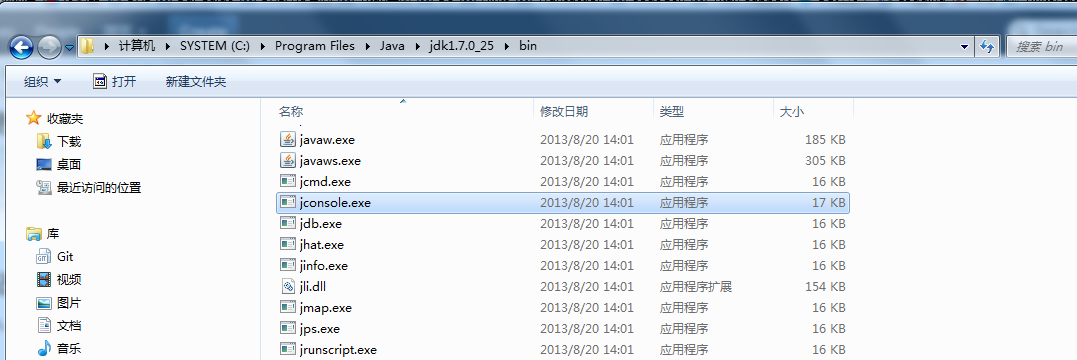 计算机 SYSTEM (C:) Program Files Java jdk1.7.0_25 bin 搜索 bin
组织 打开 新建文件夹
名称 修改日期 类型 大小
收藏夹
下载
桌面
最近访问的位置
库
Git
视频
图片
文档
音乐
javaw.exe 2013/8/20 14:01 应用程序 185 KB
javaws.exe 2013/8/20 14:01 应用程序 305 KB
jcmd.exe 2013/8/20 14:01 应用程序 16 KB
jconsole.exe 2013/8/20 14:01 应用程序 17 KB
jdb.exe 2013/8/20 14:01 应用程序 16 KB
jhat.exe 2013/8/20 14:01 应用程序 16 KB
jinfo.exe 2013/8/20 14:01 应用程序 16 KB
jli.dll 2013/8/20 14:01 应用程序扩展 154 KB
jmap.exe 2013/8/20 14:01 应用程序 16 KB
jps.exe 2013/8/20 14:01 应用程序 16 KB
jrunscript.exe 2013/8/20 14:01 应用程序 16 KB